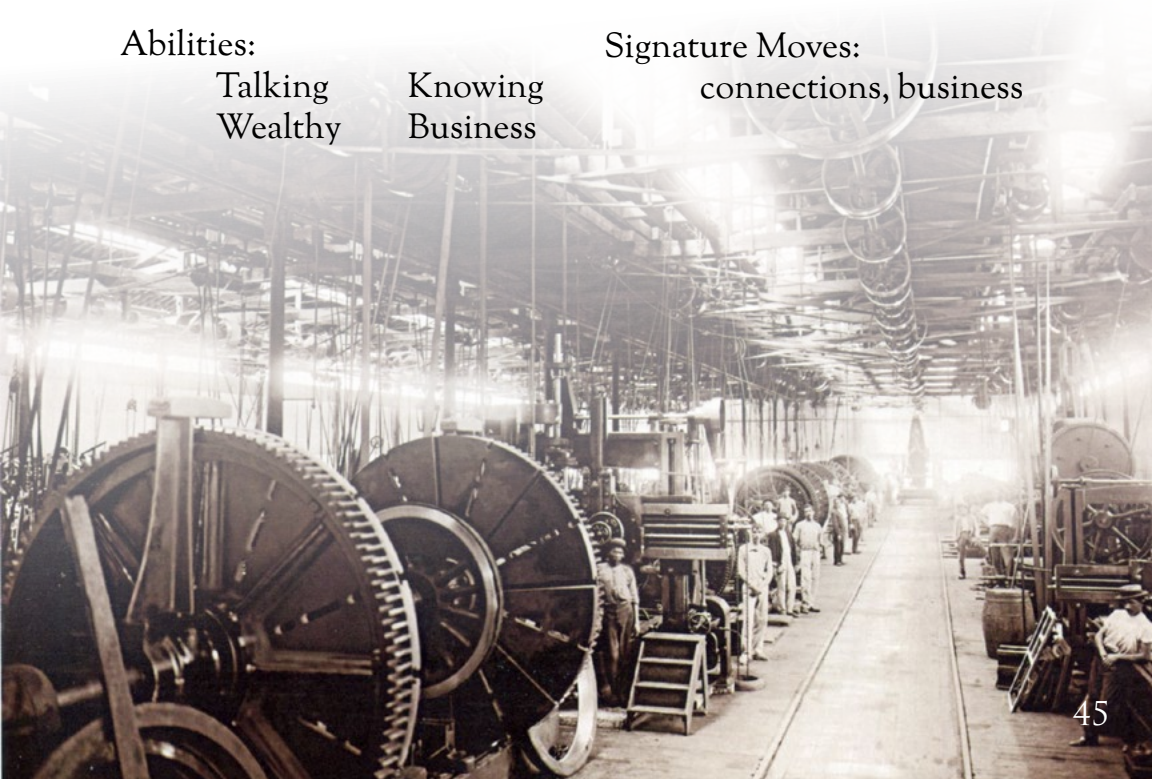 Abilities:
Talking Knowing
Wealthy Business
Signature Moves:
connections, business
45